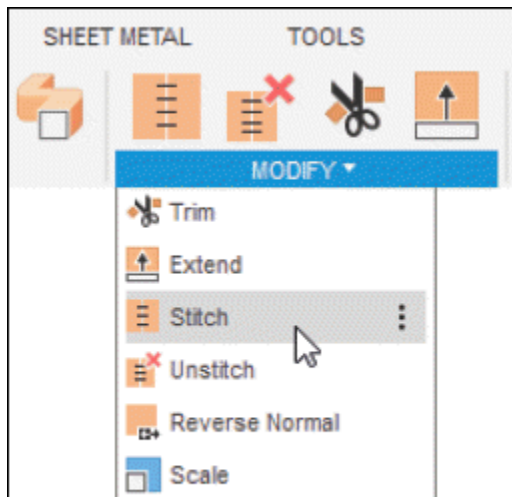 SHEET METAL TOOLS
MODIFY
Trim
Extend
Stitch
Unstitch
Reverse Normal
Scale